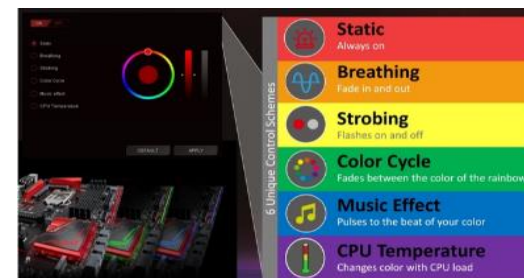 ON
Static
Breathing
Strobing
Color Cycle
Music effect
CPU Temperature
DEFAULT
APPLY
6 Unique Control Schemes
Static
Always on
Breathing
Fade in and out
Strobing
Flashes on and off
Color Cycle
Fades between the color of the rainbow
Music Effect
Pulses to the beat of your color
CPU Temperature
Changes color with CPU load